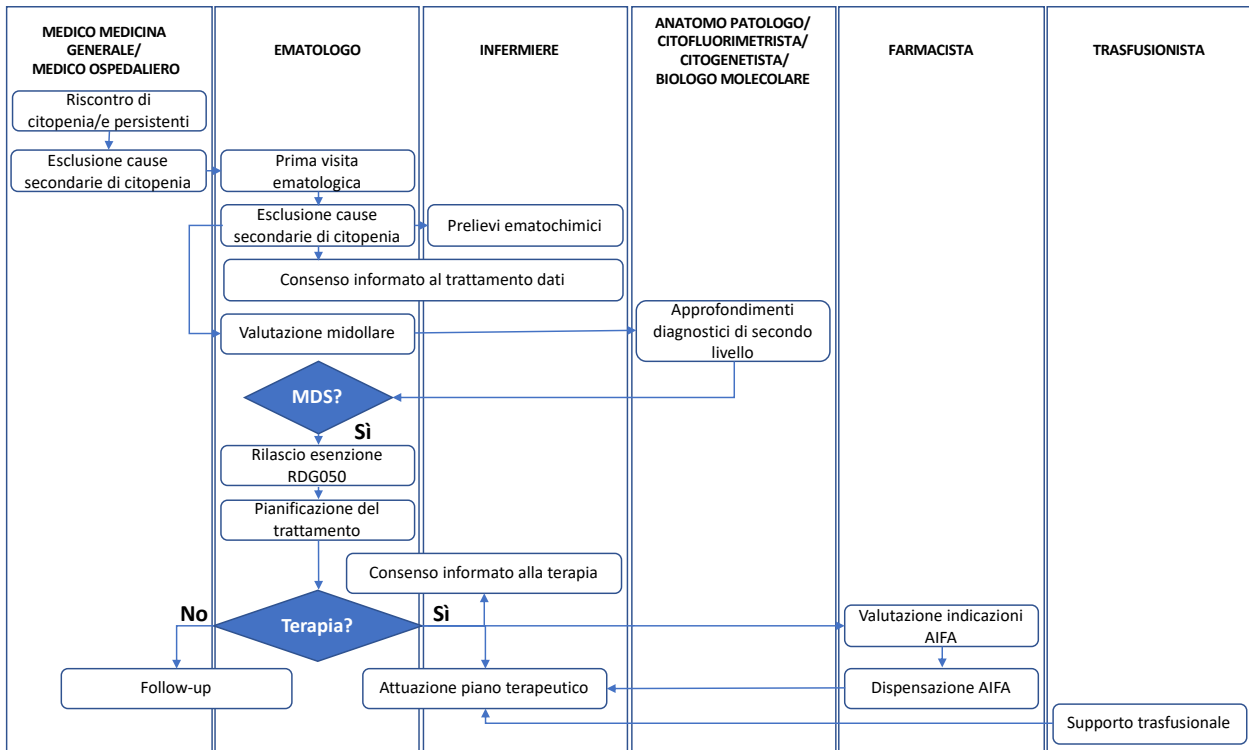 MEDICO MEDICINA
GENERALE/
MEDICO OSPEDALIERO
EMATOLOGO
INFERMIERE
ANATOMO PATOLOGO/
CITOFLUORIMETRISTA/
CITOGENETISTA/
BIOLOGO MOLECOLARE
FARMACISTA
TRASFUSIONISTA
Riscontro di
citopenia/e persistenti
Esclusione cause
secondarie di citopenia
Prima visita
ematologica
Esclusione cause
secondarie di citopenia
Prelievi ematochimici
Consenso informato al trattamento dati
Valutazione midollare
Approfondimenti
diagnostici di secondo
livello
MDS?
Sì
Rilascio esenzione
RDG050
Pianificazione del
trattamento
Consenso informato alla terapia
No
Terapia?
Sì
Valutazione indicazioni
AIFA
Follow-up
Attuazione piano terapeutico
Dispensazione AIFA
Supporto trasfusionale